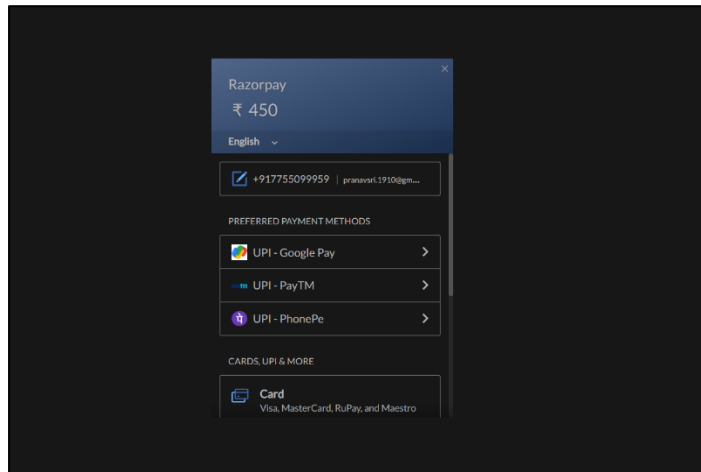 Razorpay
₹ 450
English
+917755099959 | pranavsri.1910@gm...
PREFERRED PAYMENT METHODS
UPI - Google Pay
UPI - PayTM
UPI - PhonePe
CARDS, UPI & MORE
Card
Visa, MasterCard, RuPay, and Maestro